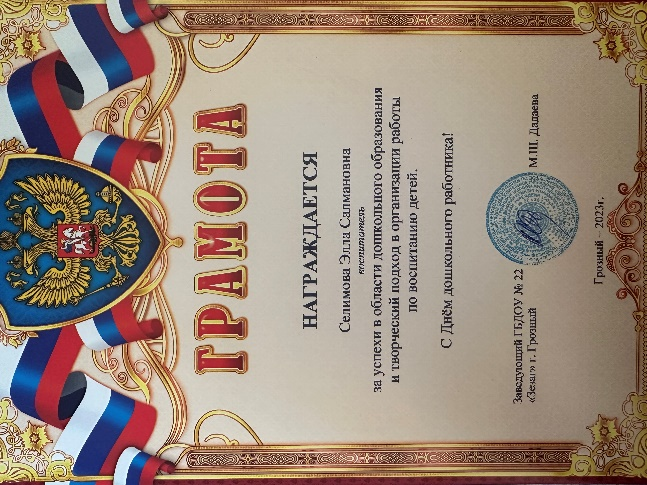 ГРАМОТА
НАГРАЖДАЕТСЯ
Селимова Элла Салмановна
воспитатель
за успехи в области дошкольного образования
и творческий подход в организации работы
по воспитанию детей.
С Днём дошкольного работника!
Заведующий ГБДОУ № 22
«Зезаг» г. Грозный
М.Ш. Дадаева
Грозный – 2023г.